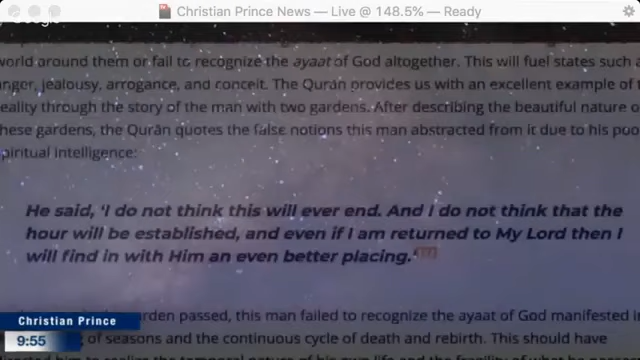 Christian Prince News — Live @ 148.5% — Ready
Google
world around them or fail to recognize the ayaat of God altogether. This will fuel states such
anger, jealousy, arrogance, and conceit. The Qurán provides us with an excellent example of
reality through the story of the man with two gardens. After describing the beautiful nature
these gardens, the Qurān quotes the false notions this man abstracted from it due to his
spiritual intelligence:
He said, 'I do not think this will ever end. And I do not think that the
hour will be established, and even if I am returned to My Lord then I
will find in with Him an even better placing.'
passed, this man failed to recognize the ayaat of God manifested
Christian Prince
9:55
of seasons and the continuous cycle of death and rebirth. This should have